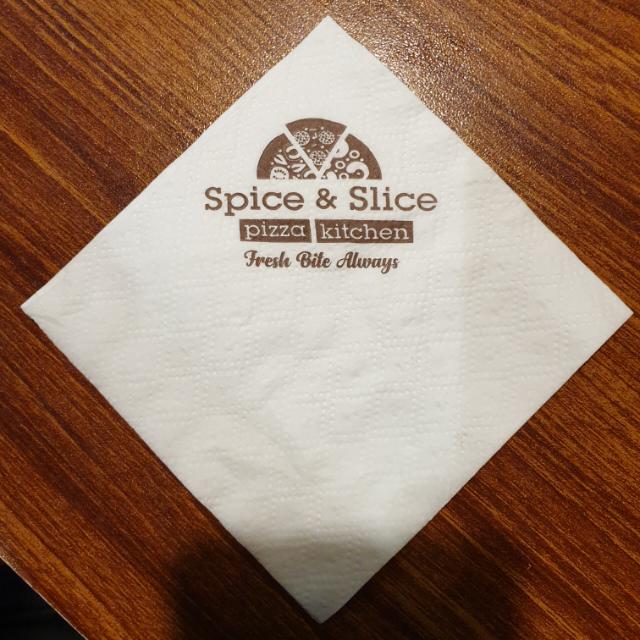 Spice & Slice
pizza kitchen
Fresh Bite Always